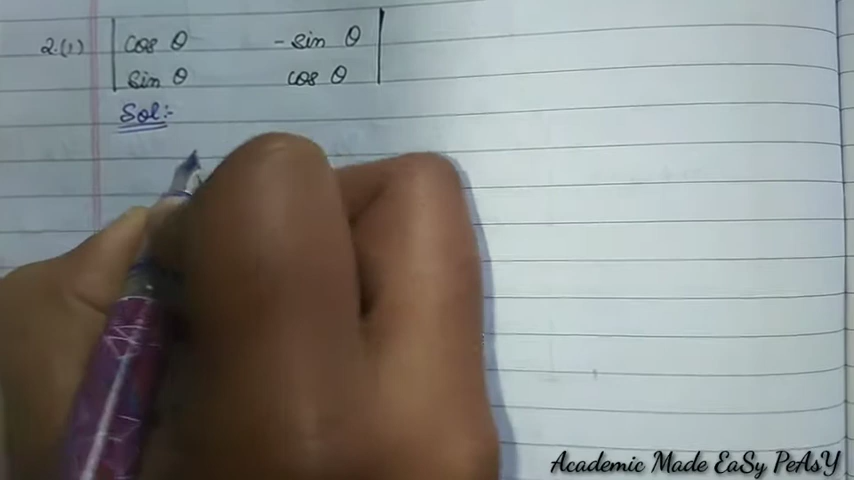 2.(i) | cos θ - sin θ |
| sin θ cos θ |
Sol:-
Academic Made EaSy PeAsY